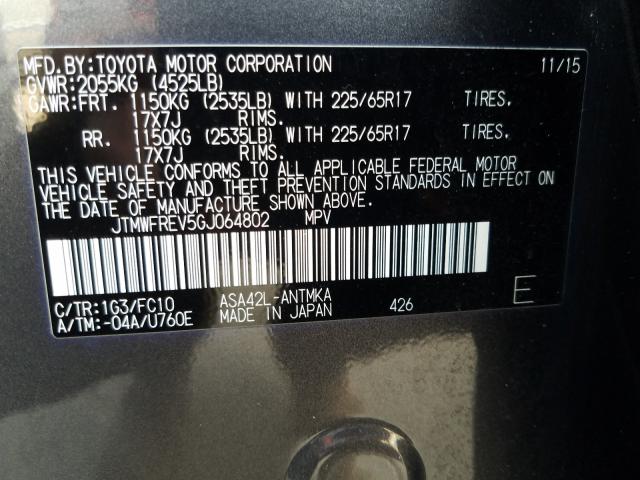 MFD.BY:TOYOTA MOTOR CORPORATION 11/15
GVWR:2055KG (4525LB)
GAWR:FRT. 1150KG (2535LB) WITH 225/65R17 TIRES.
17X7J RIMS.
RR. 1150KG (2535LB) WITH 225/65R17 TIRES.
17X7J RIMS.
THIS VEHICLE CONFORMS TO ALL APPLICABLE FEDERAL MOTOR
VEHICLE SAFETY AND THEFT PREVENTION STANDARDS IN EFFECT ON
THE DATE OF MANUFACTURE SHOWN ABOVE.
JTMWFREV5GJ064802 MPV
C/TR:1G3/FC10 ASA42L-ANTMKA
A/TM:-04A/U760E MADE IN JAPAN 426 E